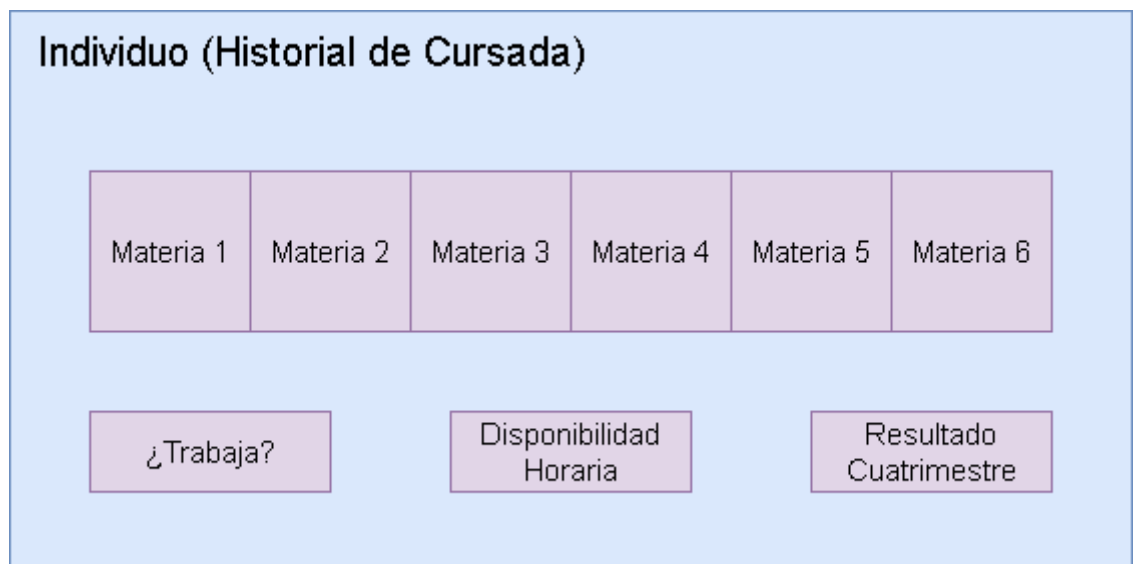 Individuo (Historial de Cursada)
Materia 1
Materia 2
Materia 3
Materia 4
Materia 5
Materia 6
¿Trabaja?
Disponibilidad
Horaria
Resultado
Cuatrimestre